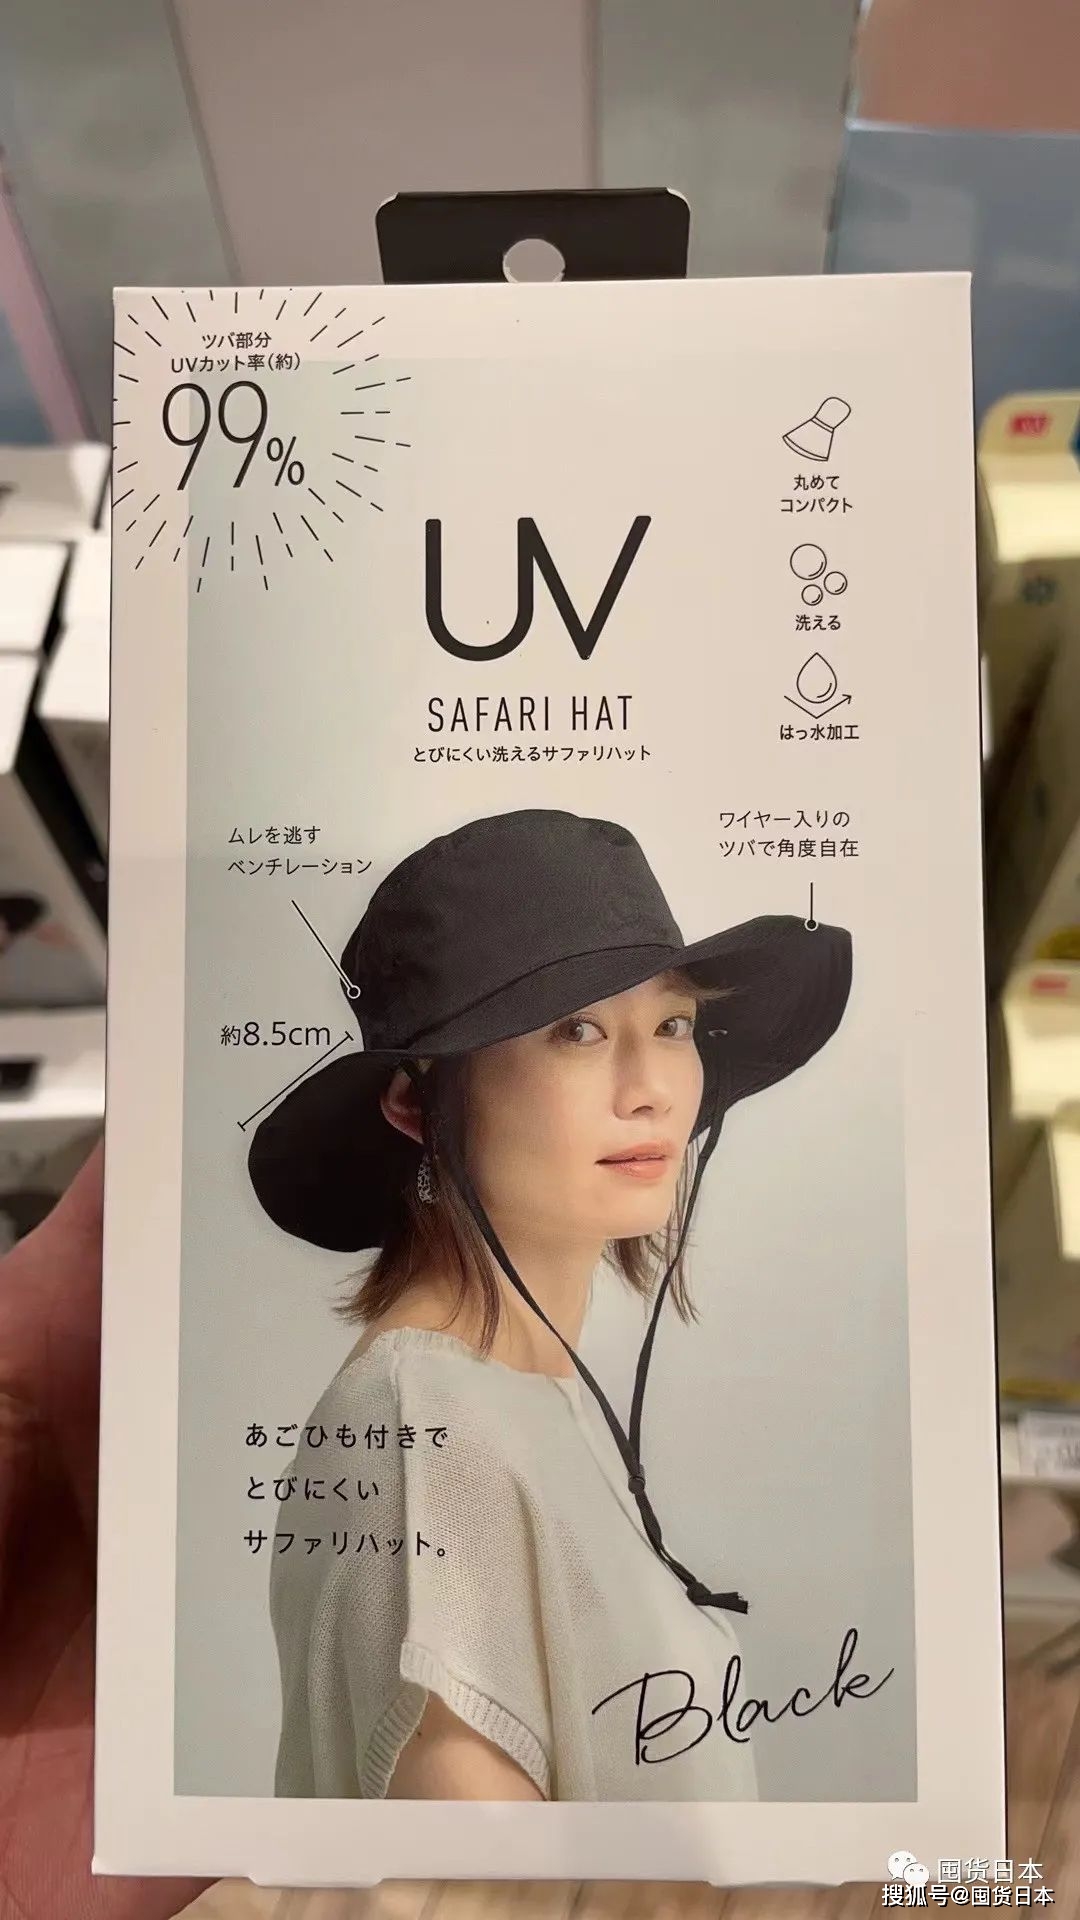 ツバ部分
UVカット率(約)
99%
丸めて
コンパクト
洗える
はっ水加工
UV
SAFARI HAT
とびにくい洗えるサファリハット
ムレを逃す
ベンチレーション
ワイヤー入りの
ツバで角度自在
約8.5cm
あごひも付きで
とびにくい
サファリハット。
Black
囤货日本
搜狐号@囤货日本